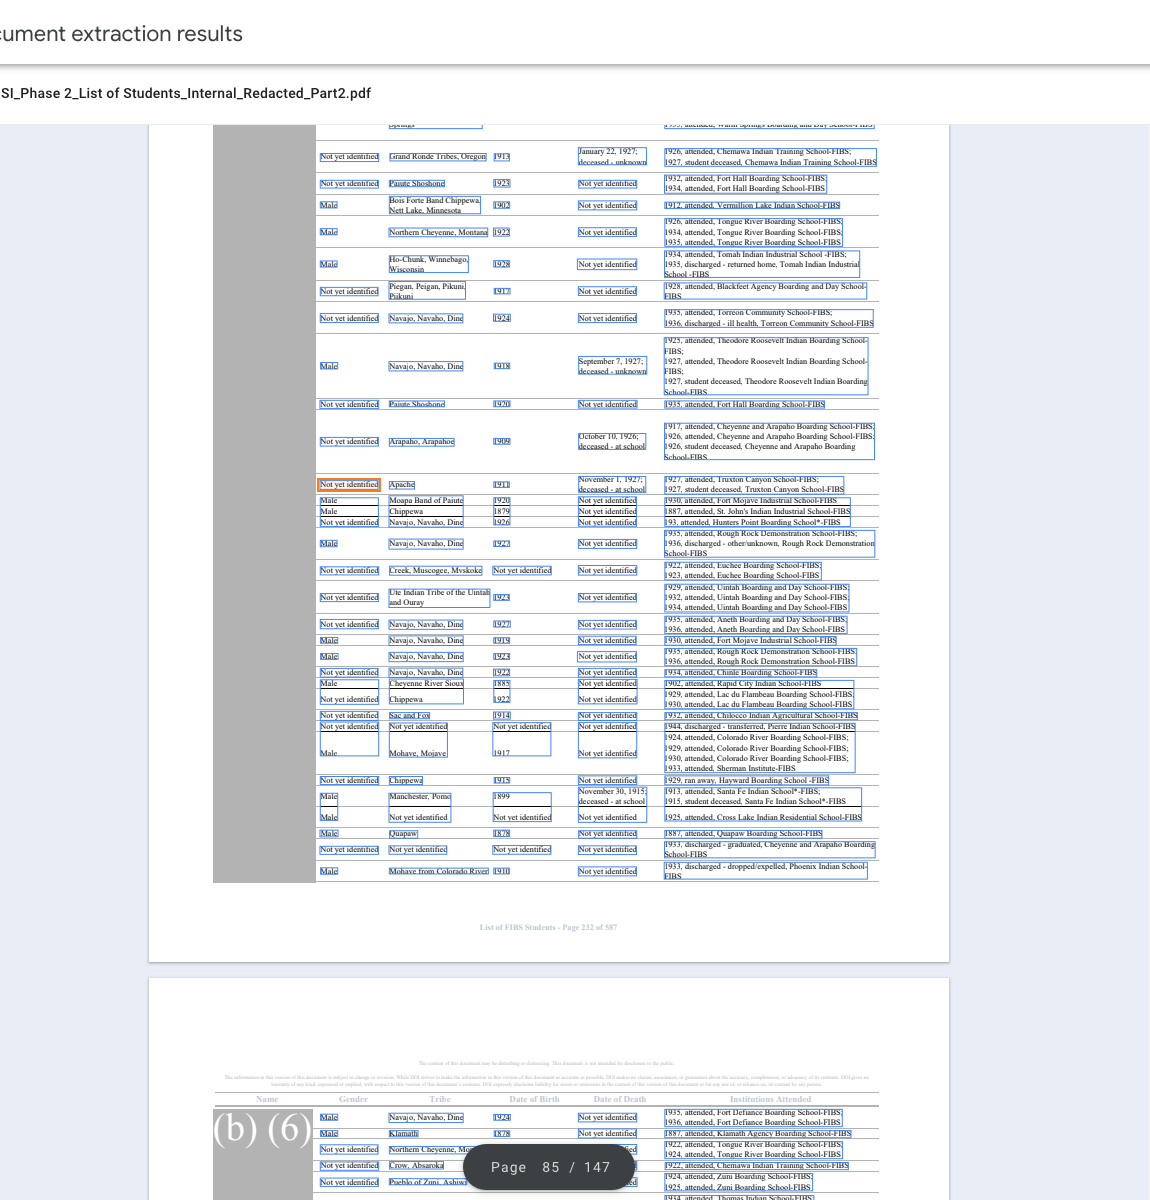 cument extraction results
SI_Phase 2_List of Students_Internal_Redacted_Part2.pdf
Springs
1935, attended, Warm Springs Boarding and Day School-FIBS
Not yet identified Grand Ronde Tribes, Oregon 1913 January 22, 1927; 1926, attended, Chemawa Indian Training School-FIBS;
deceased - unknown 1927, student deceased, Chemawa Indian Training School-FIBS
Not yet identified Paiute Shoshone 1923 Not yet identified 1932, attended, Fort Hall Boarding School-FIBS;
1934, attended, Fort Hall Boarding School-FIBS
Male Bois Forte Band Chippewa, 1902 Not yet identified 1912, attended, Vermillion Lake Indian School-FIBS
Nett Lake, Minnesota
1926, attended, Tongue River Boarding School-FIBS;
Male Northern Cheyenne, Montana 1922 Not yet identified 1934, attended, Tongue River Boarding School-FIBS;
1935, attended, Tongue River Boarding School-FIBS
1934, attended, Tomah Indian Industrial School -FIBS;
Male Ho-Chunk, Winnebago, 1928 Not yet identified 1935, discharged - returned home, Tomah Indian Industrial
Wisconsin School -FIBS
Not yet identified Piegan, Peigan, Pikuni, 1917 Not yet identified 1928, attended, Blackfeet Agency Boarding and Day School-
Piikuni FIBS
Not yet identified Navajo, Navaho, Dine 1924 Not yet identified 1935, attended, Torreon Community School-FIBS;
1936, discharged - ill health, Torreon Community School-FIBS
1925, attended, Theodore Roosevelt Indian Boarding School-
FIBS;
Male Navajo, Navaho, Dine 1918 September 7, 1927; 1927, attended, Theodore Roosevelt Indian Boarding School-
deceased - unknown FIBS;
1927, student deceased, Theodore Roosevelt Indian Boarding
School-FIBS
Not yet identified Paiute Shoshone 1920 Not yet identified 1935, attended, Fort Hall Boarding School-FIBS
1917, attended, Cheyenne and Arapaho Boarding School-FIBS;
Not yet identified Arapaho, Arapahoe 1909 October 10, 1926; 1926, attended, Cheyenne and Arapaho Boarding School-FIBS;
deceased - at school 1926, student deceased, Cheyenne and Arapaho Boarding
School-FIBS
Not yet identified Apache 1911 November 1, 1927; 1927, attended, Truxton Canyon School-FIBS;
deceased - at school 1927, student deceased, Truxton Canyon School-FIBS
Male Moapa Band of Paiute 1920 Not yet identified 1930, attended, Fort Mojave Industrial School-FIBS
Male Chippewa 1879 Not yet identified 1887, attended, St. John's Indian Industrial School-FIBS
Not yet identified Navajo, Navaho, Dine 1926 Not yet identified 193, attended, Hunters Point Boarding School*-FIBS
1935, attended, Rough Rock Demonstration School-FIBS;
Male Navajo, Navaho, Dine 1927 Not yet identified 1936, discharged - other/unknown, Rough Rock Demonstration
School-FIBS
Not yet identified Creek, Muscogee, Mvskoke Not yet identified Not yet identified 1922, attended, Euchee Boarding School-FIBS;
1923, attended, Euchee Boarding School-FIBS
1929, attended, Uintah Boarding and Day School-FIBS;
Not yet identified Ute Indian Tribe of the Uintah 1923 Not yet identified 1932, attended, Uintah Boarding and Day School-FIBS;
and Ouray 1934, attended, Uintah Boarding and Day School-FIBS
Not yet identified Navajo, Navaho, Dine 1927 Not yet identified 1935, attended, Aneth Boarding and Day School-FIBS;
1936, attended, Aneth Boarding and Day School-FIBS
Male Navajo, Navaho, Dine 1919 Not yet identified 1930, attended, Fort Mojave Industrial School-FIBS
Male Navajo, Navaho, Dine 1923 Not yet identified 1935, attended, Rough Rock Demonstration School-FIBS;
1936, attended, Rough Rock Demonstration School-FIBS
Not yet identified Navajo, Navaho, Dine 1922 Not yet identified 1934, attended, Chinle Boarding School-FIBS
Male Cheyenne River Sioux 1885 Not yet identified 1902, attended, Rapid City Indian School-FIBS
Not yet identified Chippewa 1922 Not yet identified 1929, attended, Lac du Flambeau Boarding School-FIBS;
1930, attended, Lac du Flambeau Boarding School-FIBS
Not yet identified Sac and Fox 1914 Not yet identified 1932, attended, Chilocco Indian Agricultural School-FIBS
Not yet identified Not yet identified Not yet identified Not yet identified 1944, discharged - transferred, Pierre Indian School-FIBS
1924, attended, Colorado River Boarding School-FIBS;
1929, attended, Colorado River Boarding School-FIBS;
Male Mohave, Mojave 1917 Not yet identified 1930, attended, Colorado River Boarding School-FIBS;
1933, attended, Sherman Institute-FIBS
Not yet identified Chippewa 1915 Not yet identified 1929, ran away, Hayward Boarding School -FIBS
Male Manchester, Pomo 1899 November 30, 1915; 1913, attended, Santa Fe Indian School*-FIBS;
deceased - at school 1915, student deceased, Santa Fe Indian School*-FIBS
Male Not yet identified Not yet identified Not yet identified 1925, attended, Cross Lake Indian Residential School-FIBS
Male Quapaw 1878 Not yet identified 1887, attended, Quapaw Boarding School-FIBS
Not yet identified Not yet identified Not yet identified Not yet identified 1933, discharged - graduated, Cheyenne and Arapaho Boarding
School-FIBS
Male Mohave from Colorado River 1910 Not yet identified 1933, discharged - dropped/expelled, Phoenix Indian School-
FIBS
List of FIBS Students - Page 232 of 587
The content of this document may be disturbing or distressing. This document is not intended for disclosure to the public.
Name Gender Tribe Date of Birth Date of Death Institutions Attended
(b) (6)
Male Navajo, Navaho, Dine 1924 Not yet identified 1935, attended, Fort Defiance Boarding School-FIBS;
1936, attended, Fort Defiance Boarding School-FIBS
Male Klamath 1878 Not yet identified 1887, attended, Klamath Agency Boarding School-FIBS
Not yet identified Northern Cheyenne, Mo 1922, attended, Tongue River Boarding School-FIBS;
1924, attended, Tongue River Boarding School-FIBS
Not yet identified Crow, Absaroka 1922, attended, Chemawa Indian Training School-FIBS
Not yet identified Pueblo of Zuni, Ashiwi 1924, attended, Zuni Boarding School-FIBS;
1925, attended, Zuni Boarding School-FIBS
1934, attended, Thomas Indian School-FIBS
Page 85 / 147